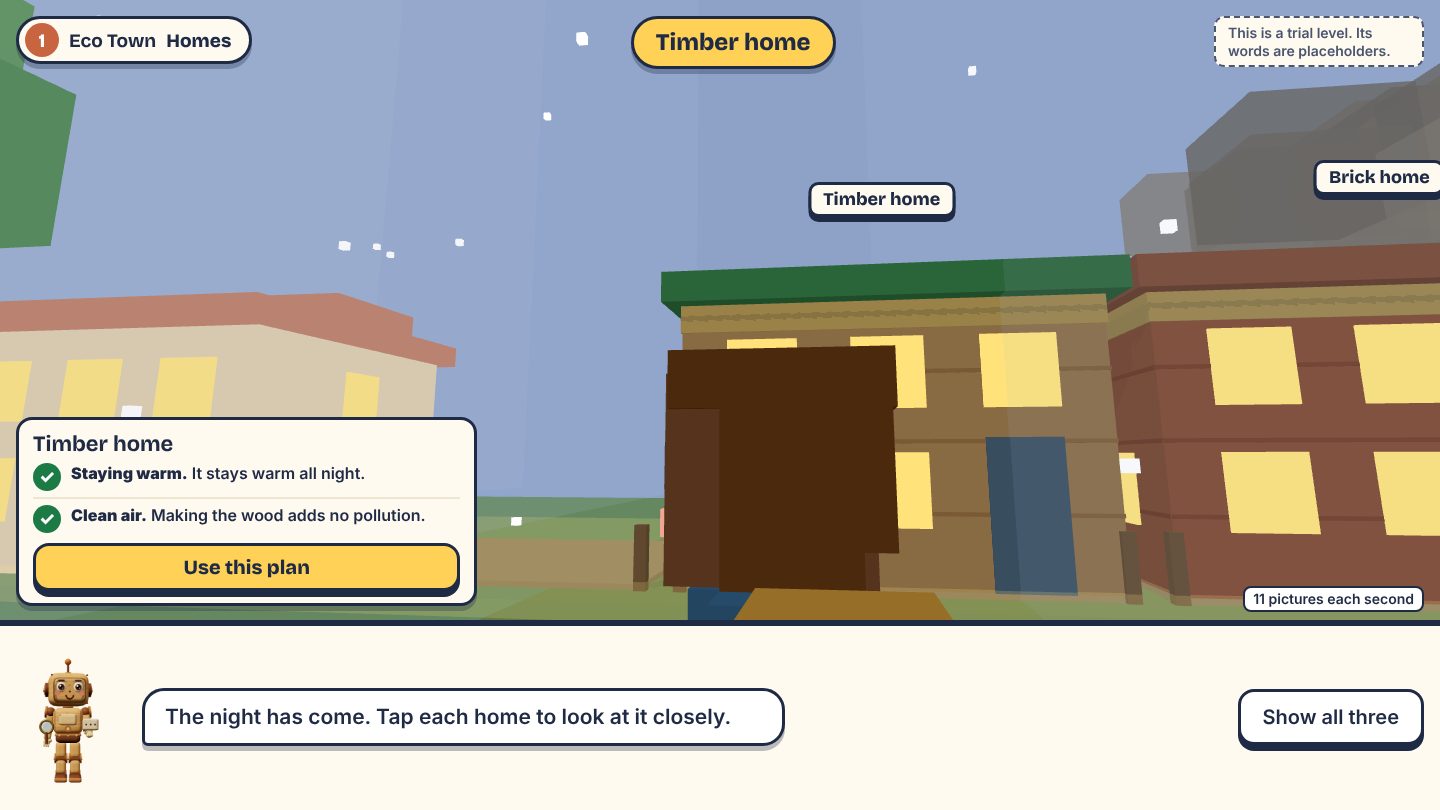 1 Eco Town Homes
Timber home
This is a trial level. Its
words are placeholders.
Timber home
Brick home
Timber home
Staying warm. It stays warm all night.
Clean air. Making the wood adds no pollution.
Use this plan
11 pictures each second
The night has come. Tap each home to look at it closely.
Show all three